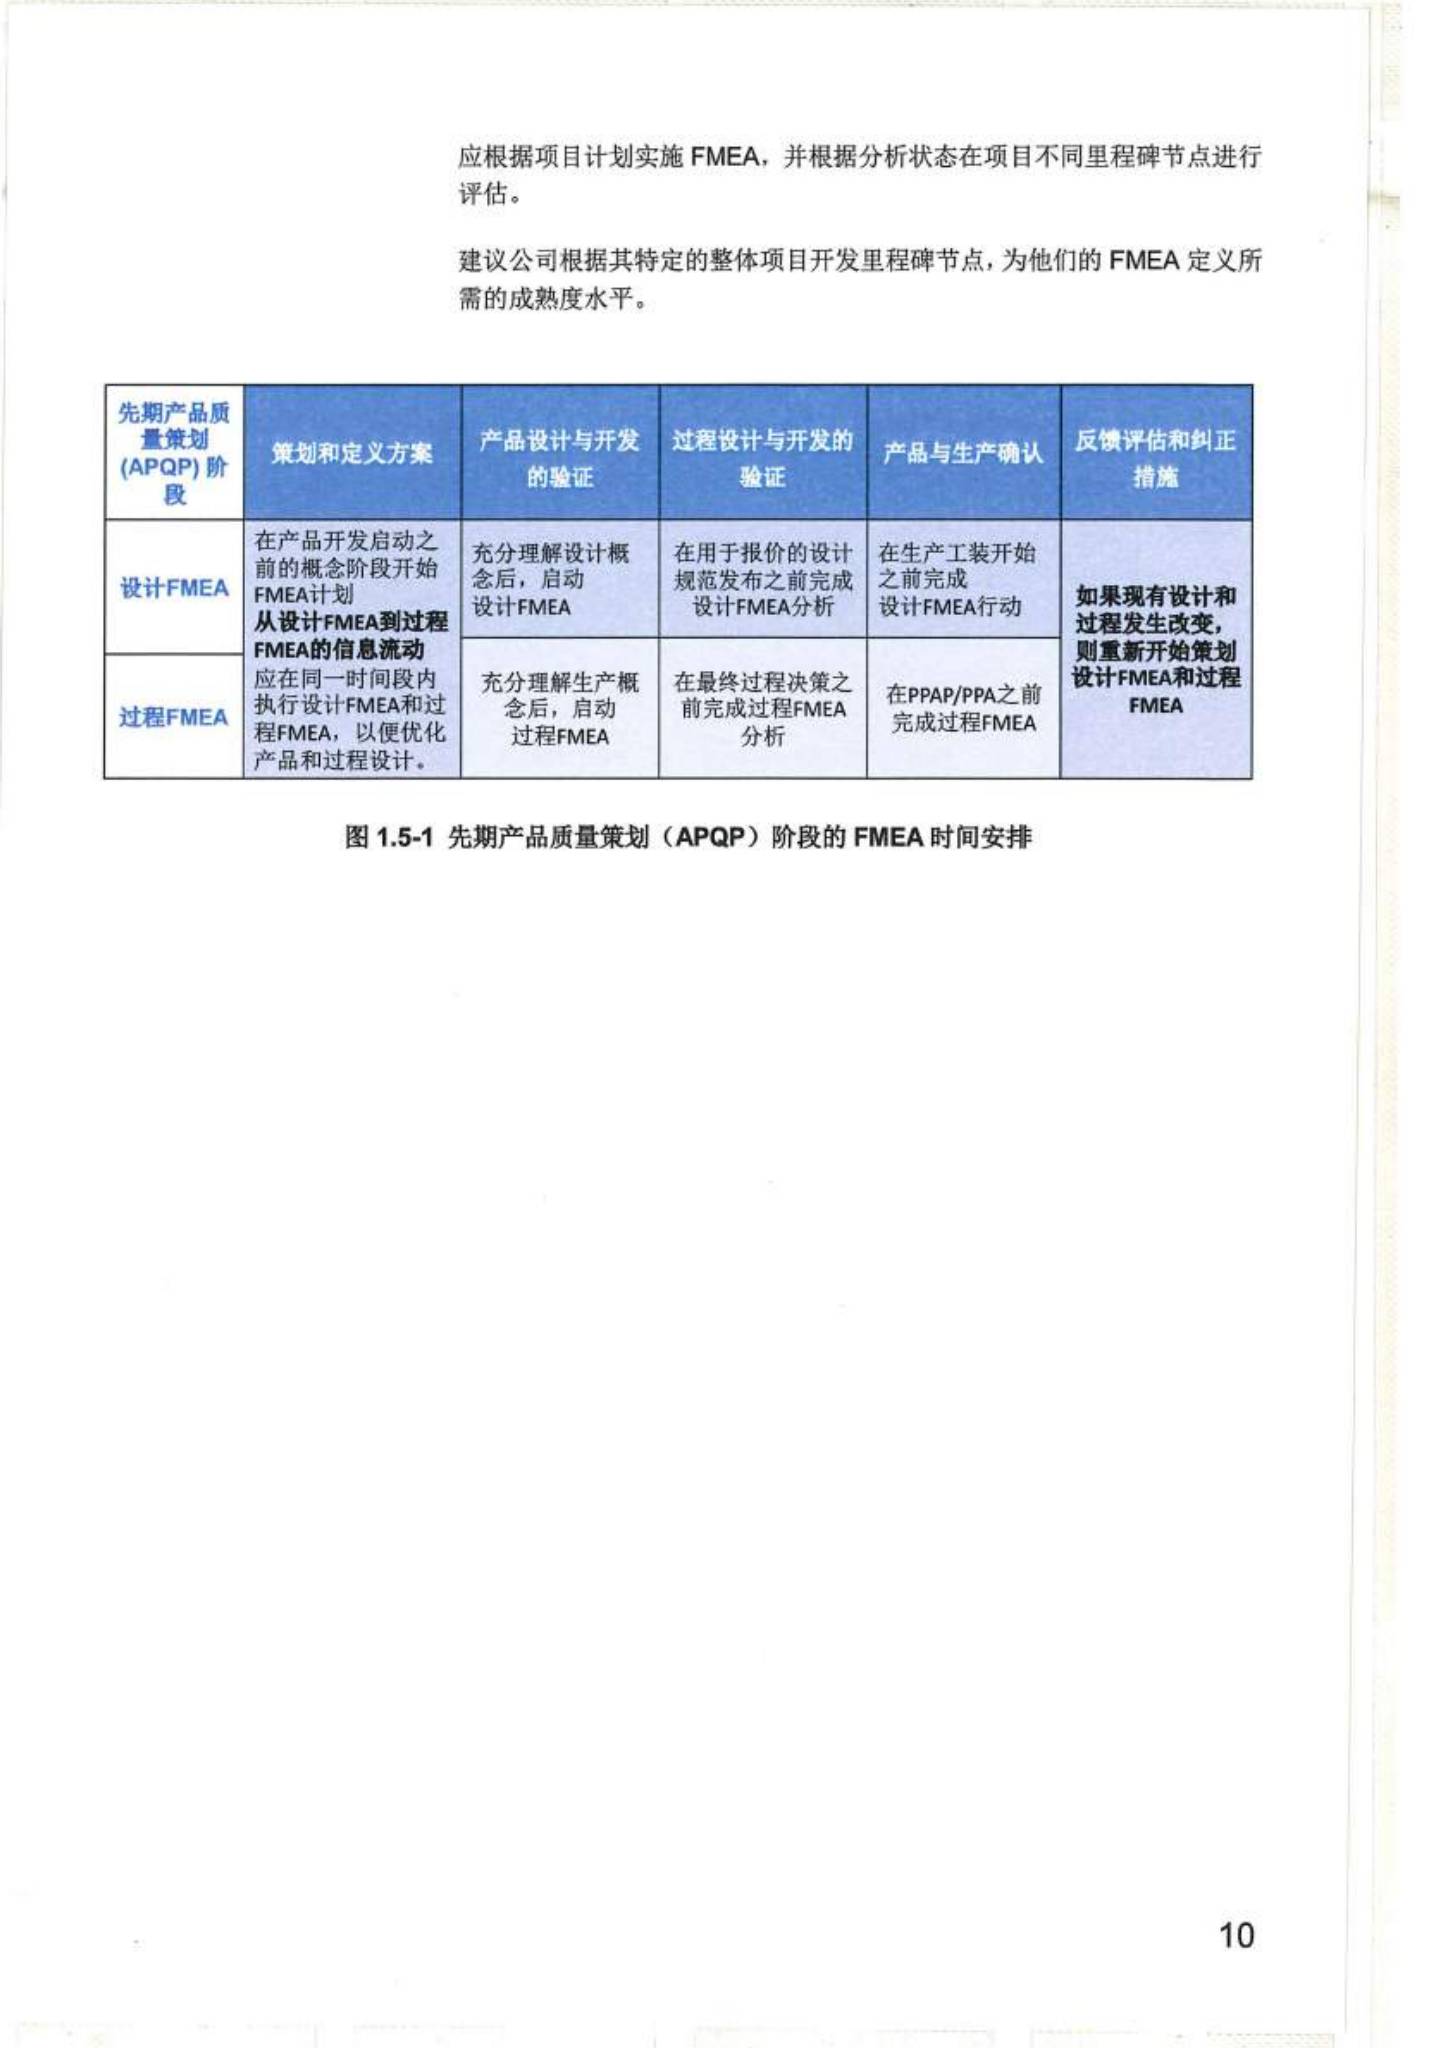 应根据项目计划实施 FMEA，并根据分析状态在项目不同里程碑节点进行
评估。
建议公司根据其特定的整体项目开发里程碑节点，为他们的 FMEA 定义所
需的成熟度水平。
先期产品质
量策划
(APQP) 阶
段
策划和定义方案
产品设计与开发
的验证
过程设计与开发的
验证
产品与生产确认
反馈评估和纠正
措施
设计FMEA
在产品开发启动之
前的概念阶段开始
FMEA计划
从设计FMEA到过程
FMEA的信息流动
应在同一时间段内
执行设计FMEA和过
程FMEA，以便优化
产品和过程设计。
充分理解设计概
念后，启动
设计FMEA
在用于报价的设计
规范发布之前完成
设计FMEA分析
在生产工装开始
之前完成
设计FMEA行动
如果现有设计和
过程发生改变，
则重新开始策划
设计FMEA和过程
FMEA
过程FMEA
充分理解生产概
念后，启动
过程FMEA
在最终过程决策之
前完成过程FMEA
分析
在PPAP/PPA之前
完成过程FMEA
图 1.5-1 先期产品质量策划（APQP）阶段的 FMEA 时间安排
10